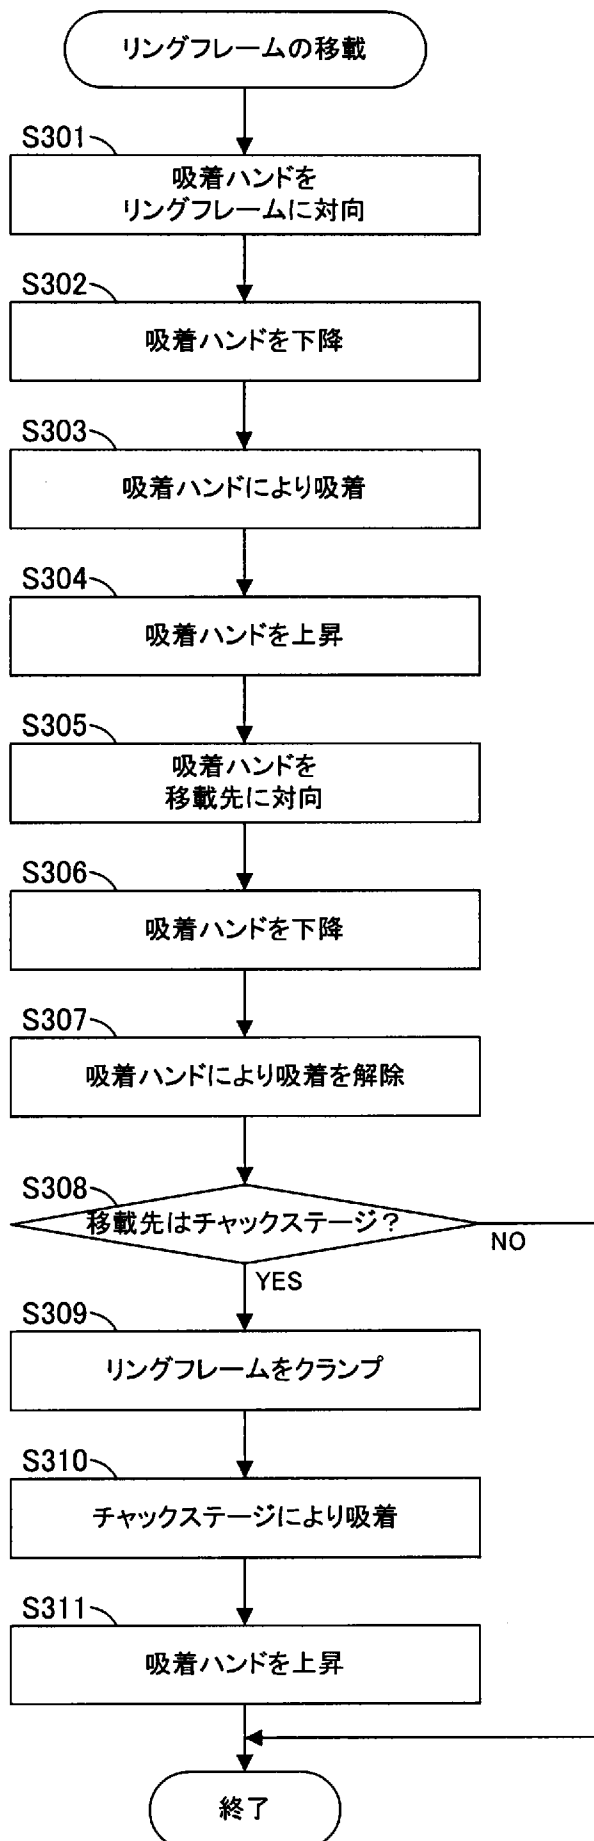 リングフレームの移載
S301
吸着ハンドを
リングフレームに対向
S302
吸着ハンドを下降
S303
吸着ハンドにより吸着
S304
吸着ハンドを上昇
S305
吸着ハンドを
移載先に対向
S306
吸着ハンドを下降
S307
吸着ハンドにより吸着を解除
S308
移載先はチャックステージ？
NO
YES
S309
リングフレームをクランプ
S310
チャックステージにより吸着
S311
吸着ハンドを上昇
終了